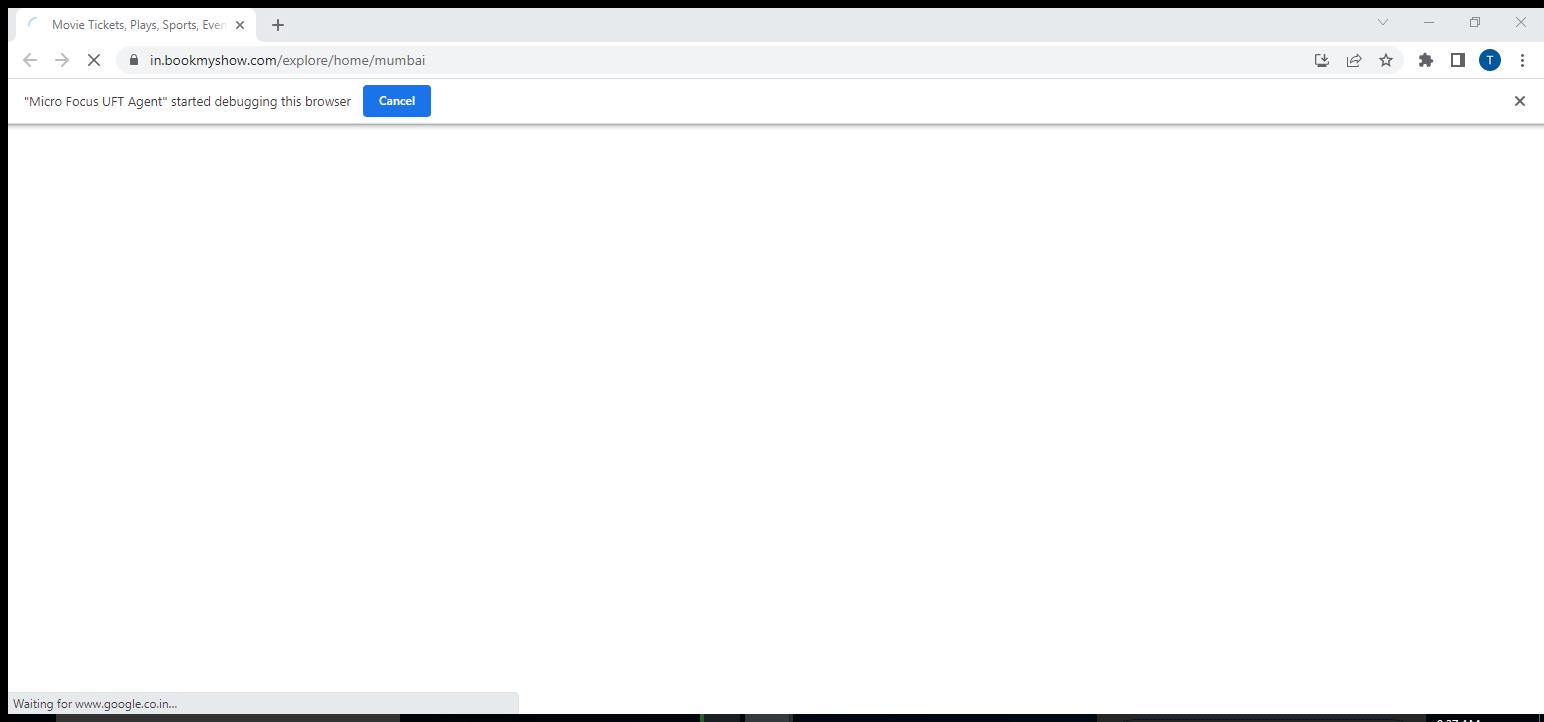 Movie Tickets, Plays, Sports, Even
in.bookmyshow.com/explore/home/mumbai
T
"Micro Focus UFT Agent" started debugging this browser
Cancel
Waiting for www.google.co.in...